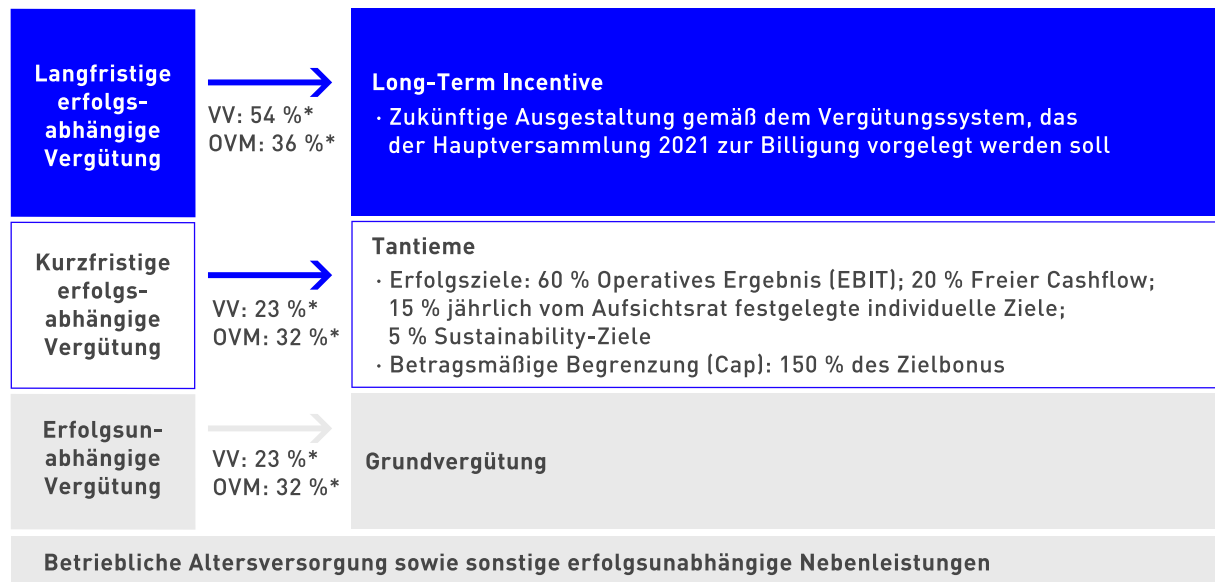 Langfristige
erfolgs-
abhängige
Vergütung
VV: 54 %*
OVM: 36 %*
Long-Term Incentive
· Zukünftige Ausgestaltung gemäß dem Vergütungssystem, das
der Hauptversammlung 2021 zur Billigung vorgelegt werden soll
Kurzfristige
erfolgs-
abhängige
Vergütung
VV: 23 %*
OVM: 32 %*
Tantieme
· Erfolgsziele: 60 % Operatives Ergebnis (EBIT); 20 % Freier Cashflow;
15 % jährlich vom Aufsichtsrat festgelegte individuelle Ziele;
5 % Sustainability-Ziele
· Betragsmäßige Begrenzung (Cap): 150 % des Zielbonus
Erfolgsun-
abhängige
Vergütung
VV: 23 %*
OVM: 32 %*
Grundvergütung
Betriebliche Altersversorgung sowie sonstige erfolgsunabhängige Nebenleistungen